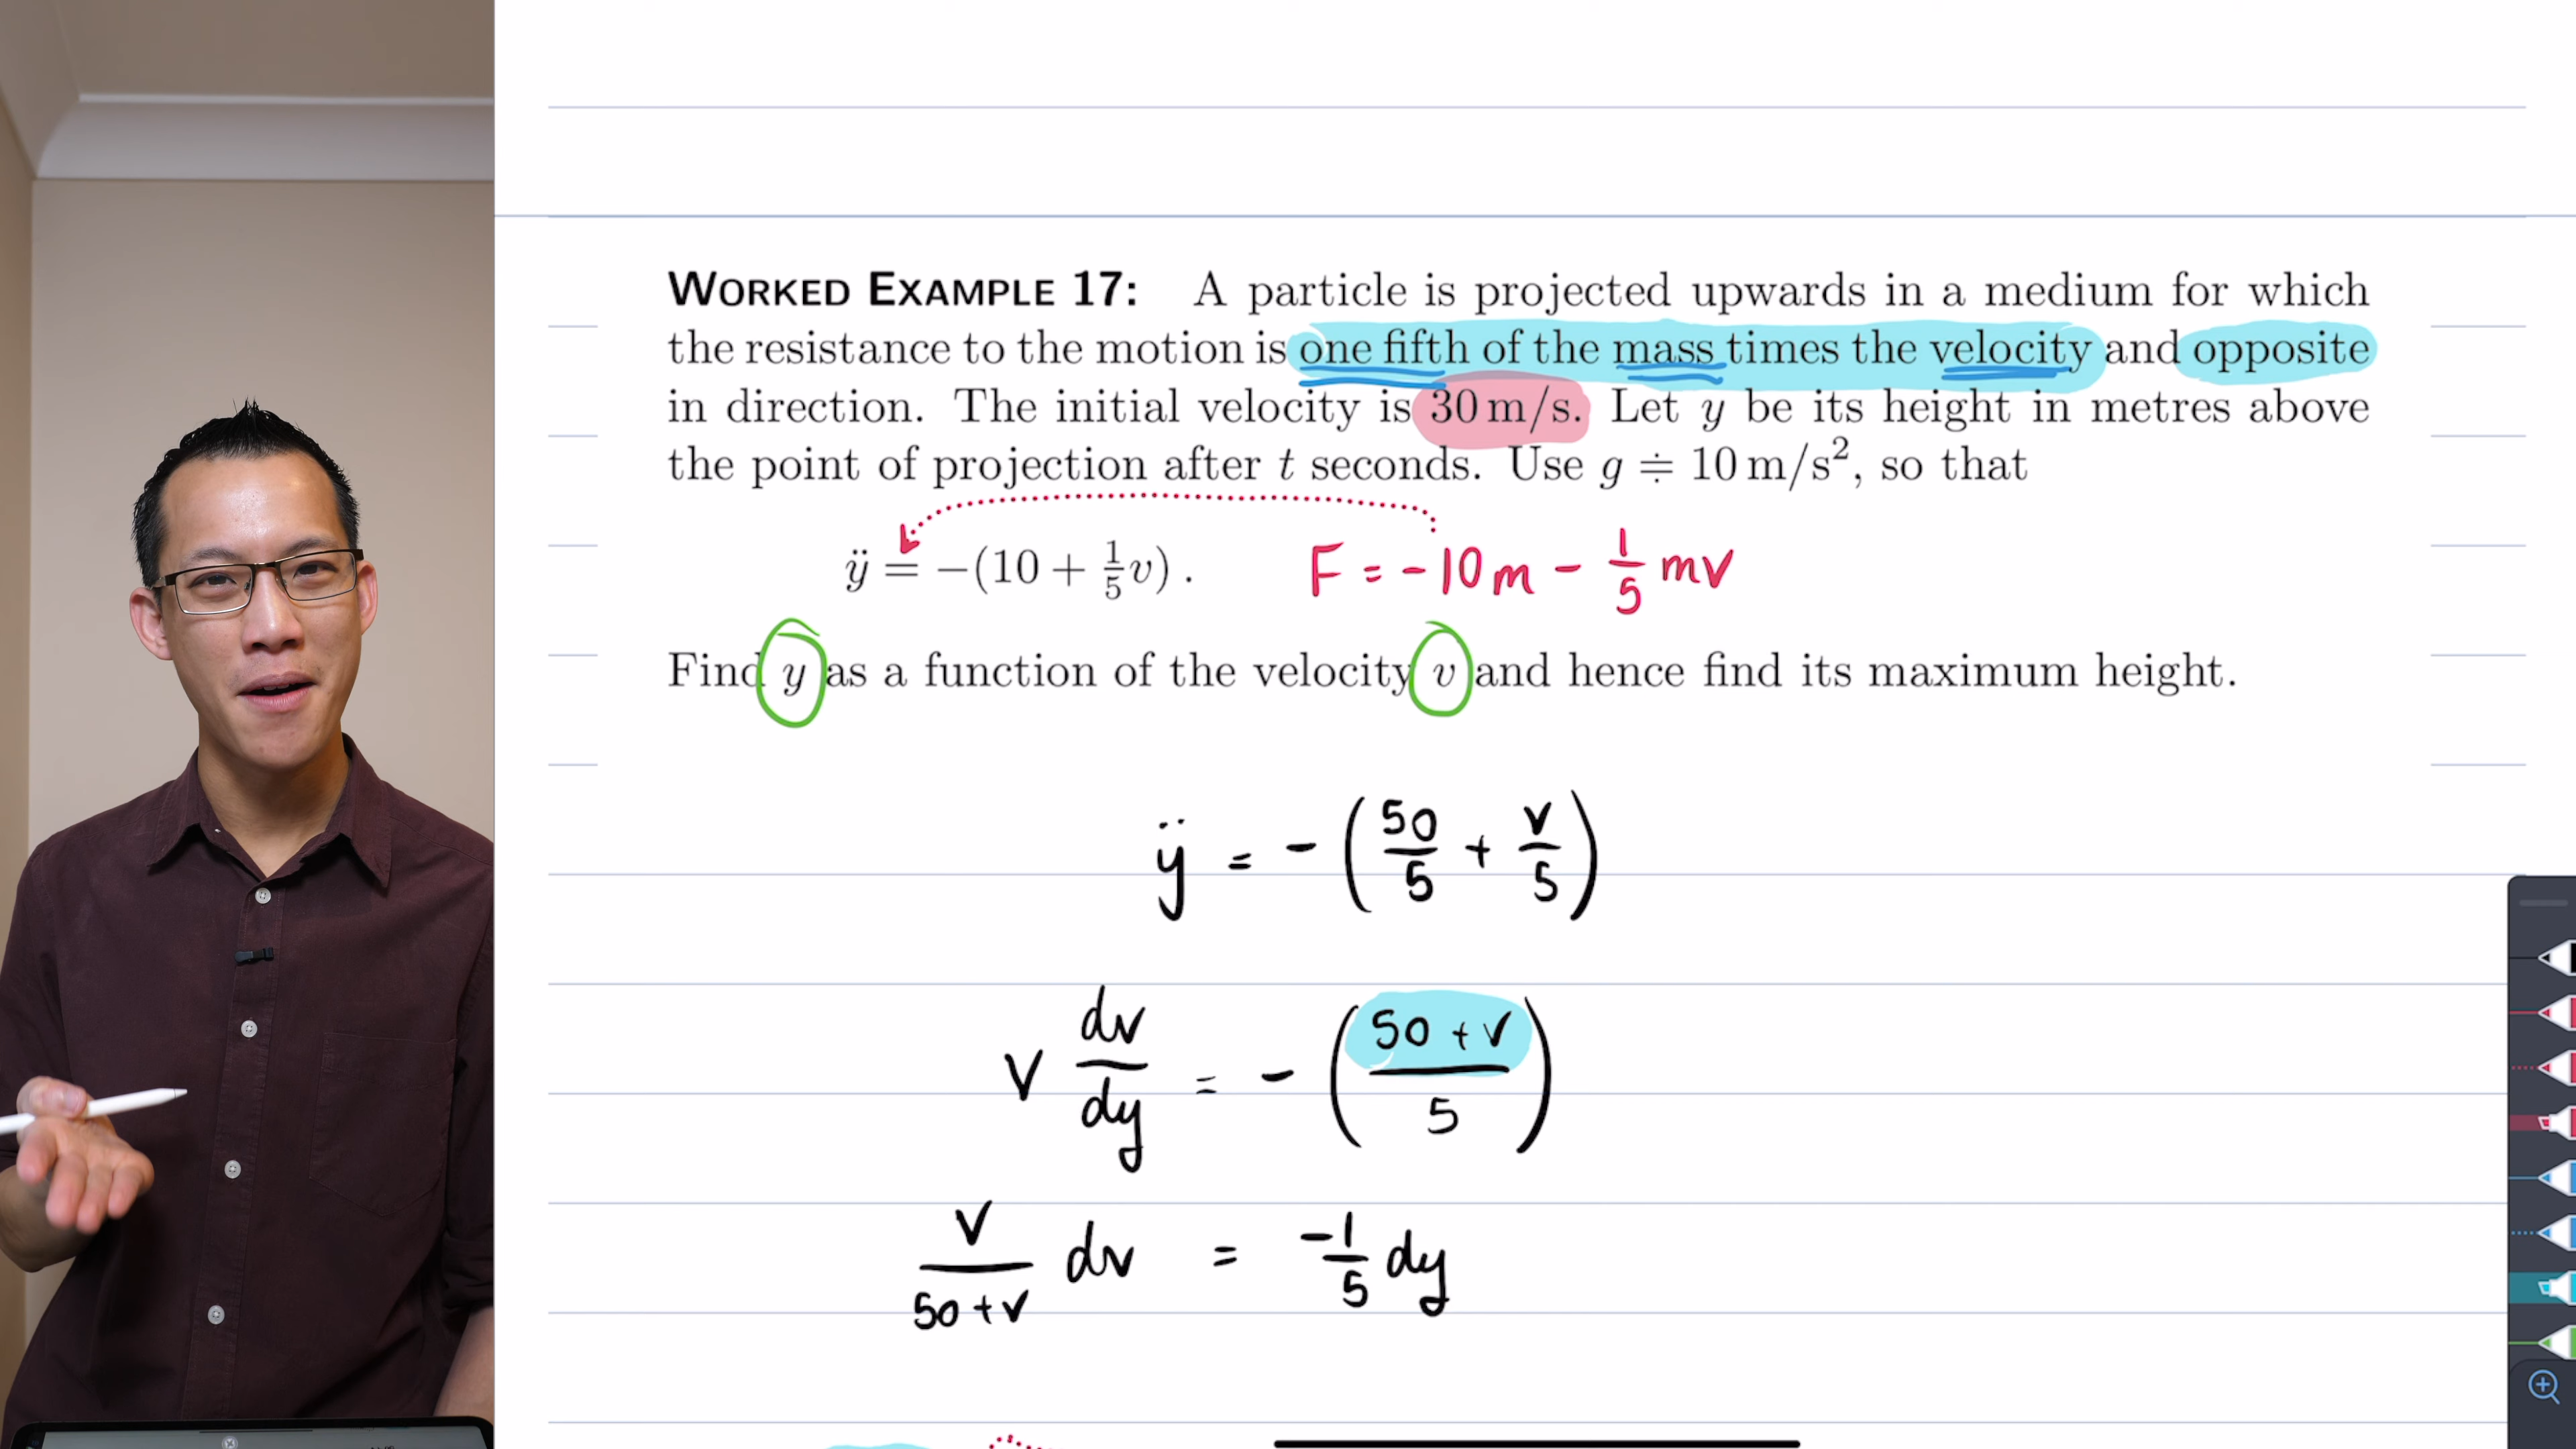 WORKED EXAMPLE 17: A particle is projected upwards in a medium for which
the resistance to the motion is one fifth of the mass times the velocity and opposite
in direction. The initial velocity is 30 m/s. Let y be its height in metres above
the point of projection after t seconds. Use g ≑ 10 m/s², so that
ÿ = −(10 + 1/5 v) . F = -10m - 1/5 mv
Find y as a function of the velocity v and hence find its maximum height.
ÿ = - (50/5 + v/5)
v dv/dy = - ((50 + v)/5)
v/(50+v) dv = -1/5 dy